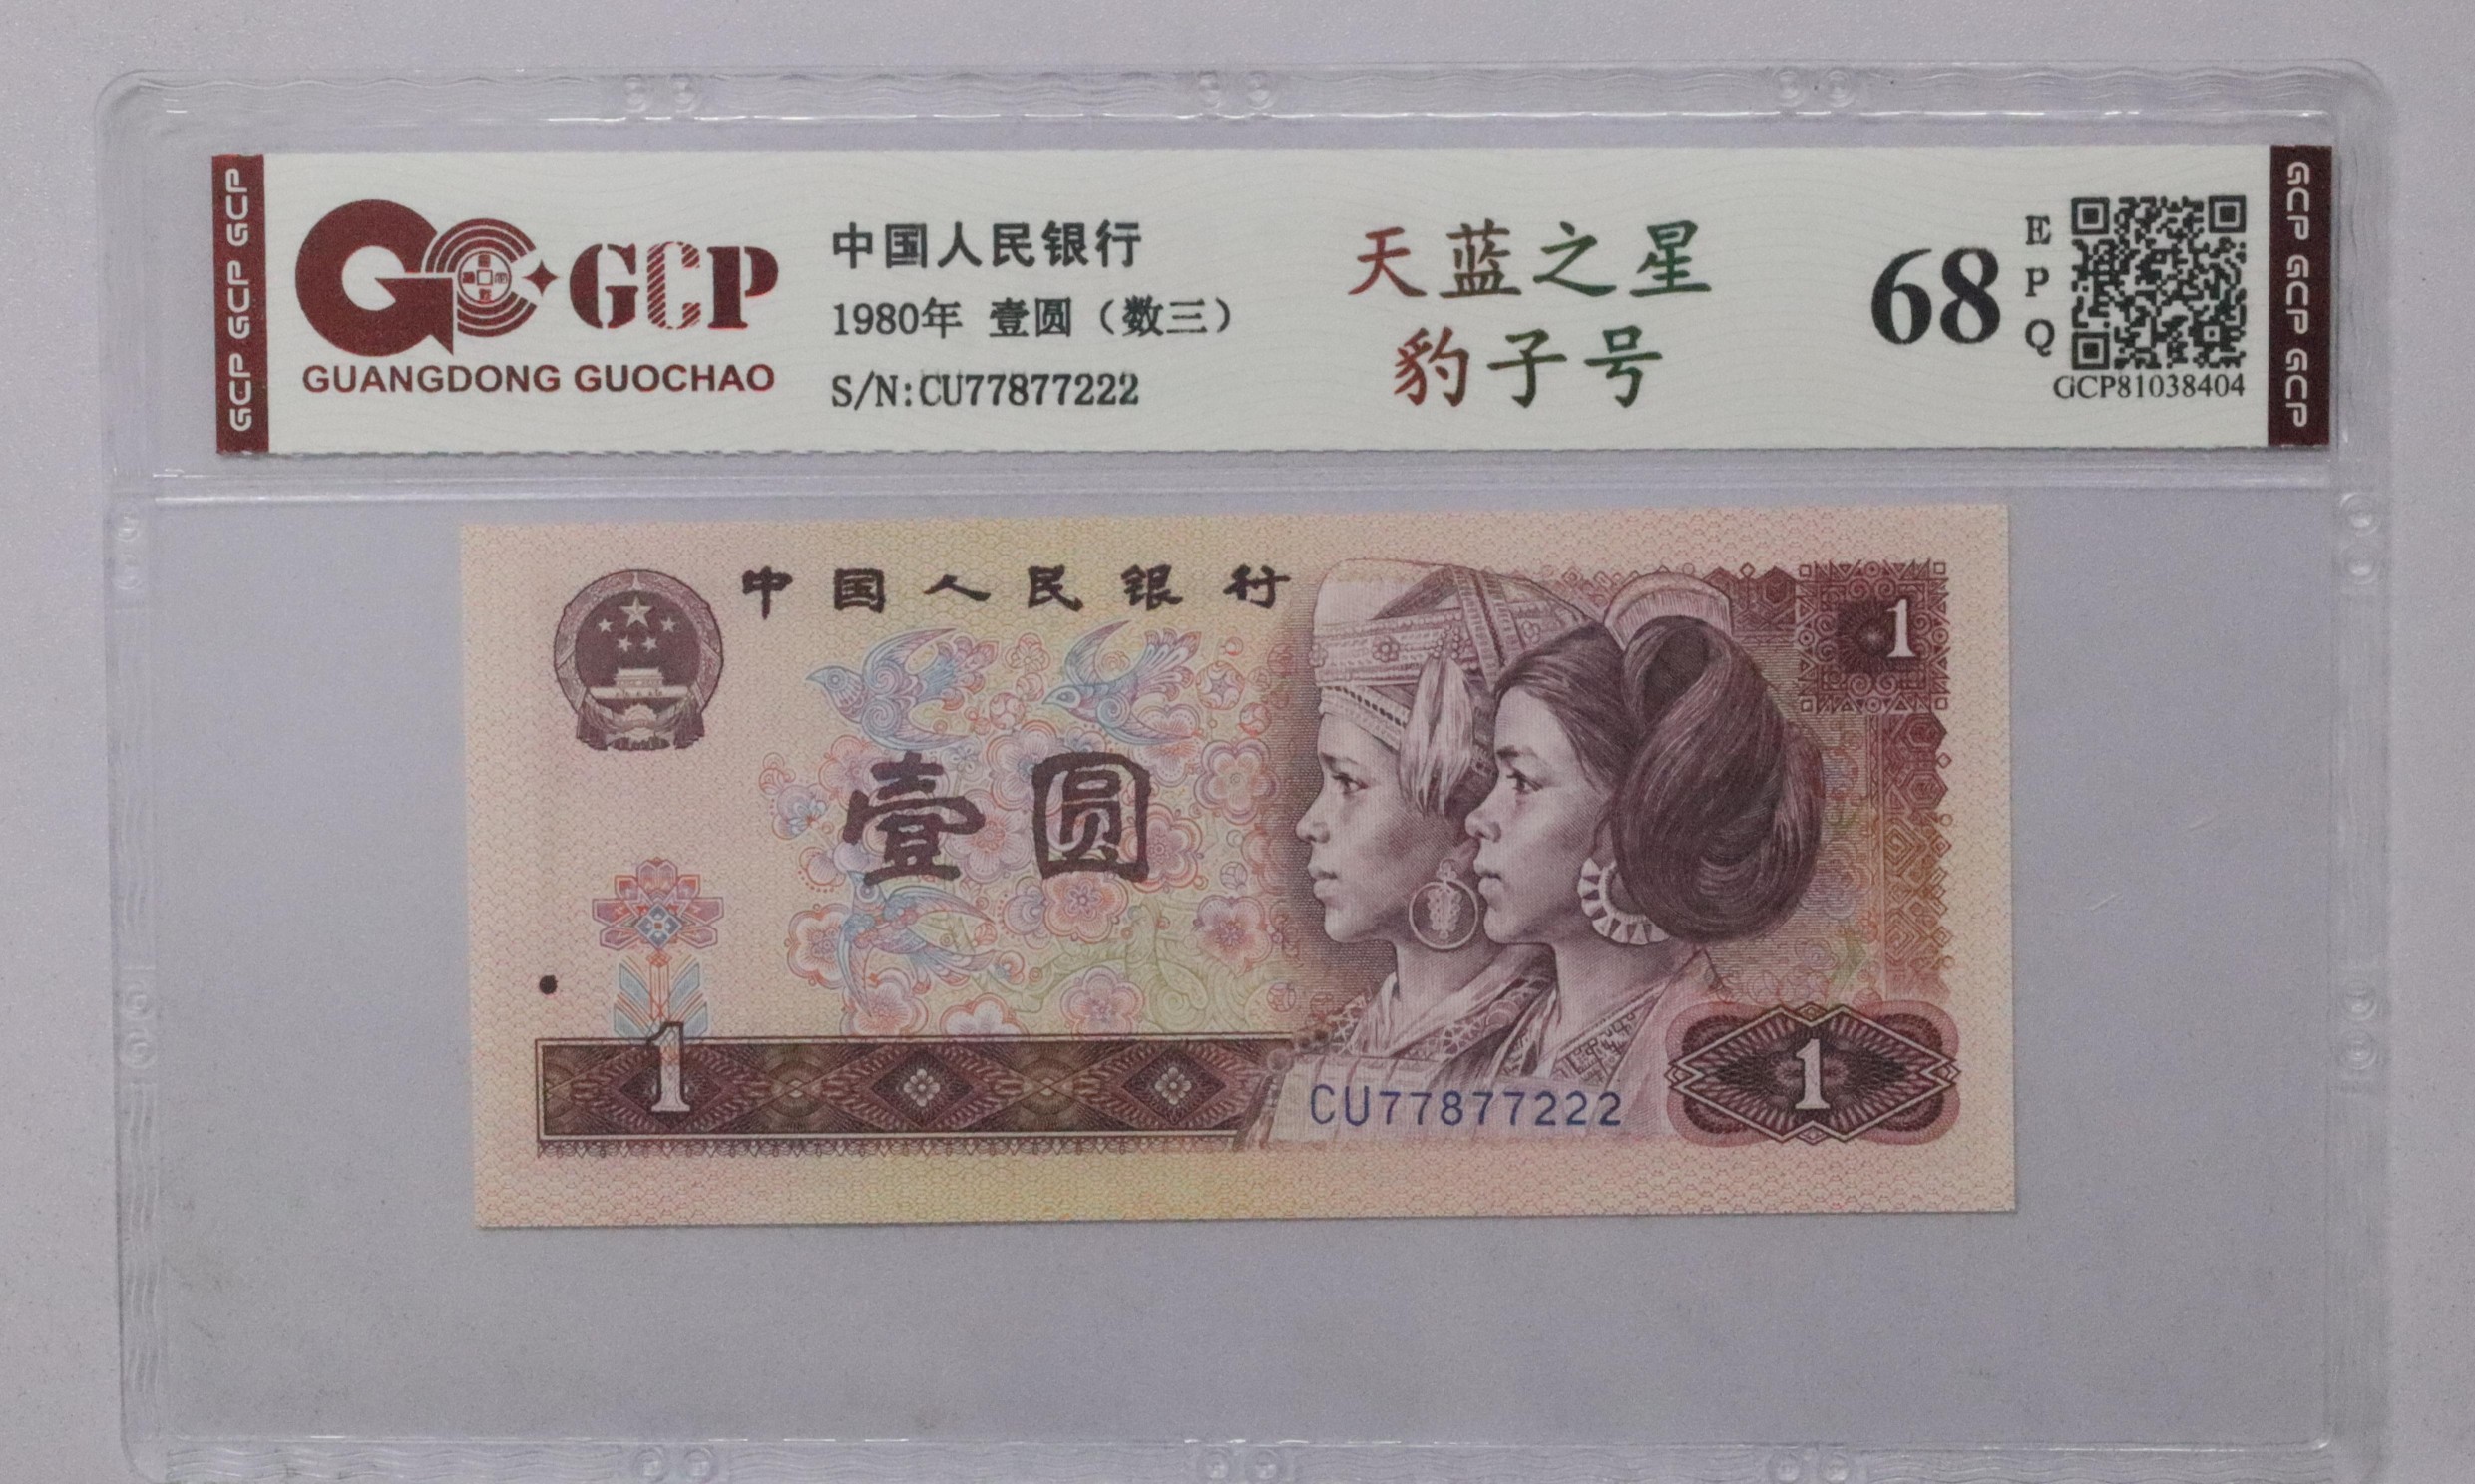 GCP GCP GCP
GCP
GUANGDONG GUOCHAO
中国人民银行
1980年 壹圆（数三）
S/N:CU77877222
天蓝之星
豹子号
68
E
P
Q
GCP81038404
GCP GCP GCP
中国人民银行
1
壹圆
1
CU77877222
1